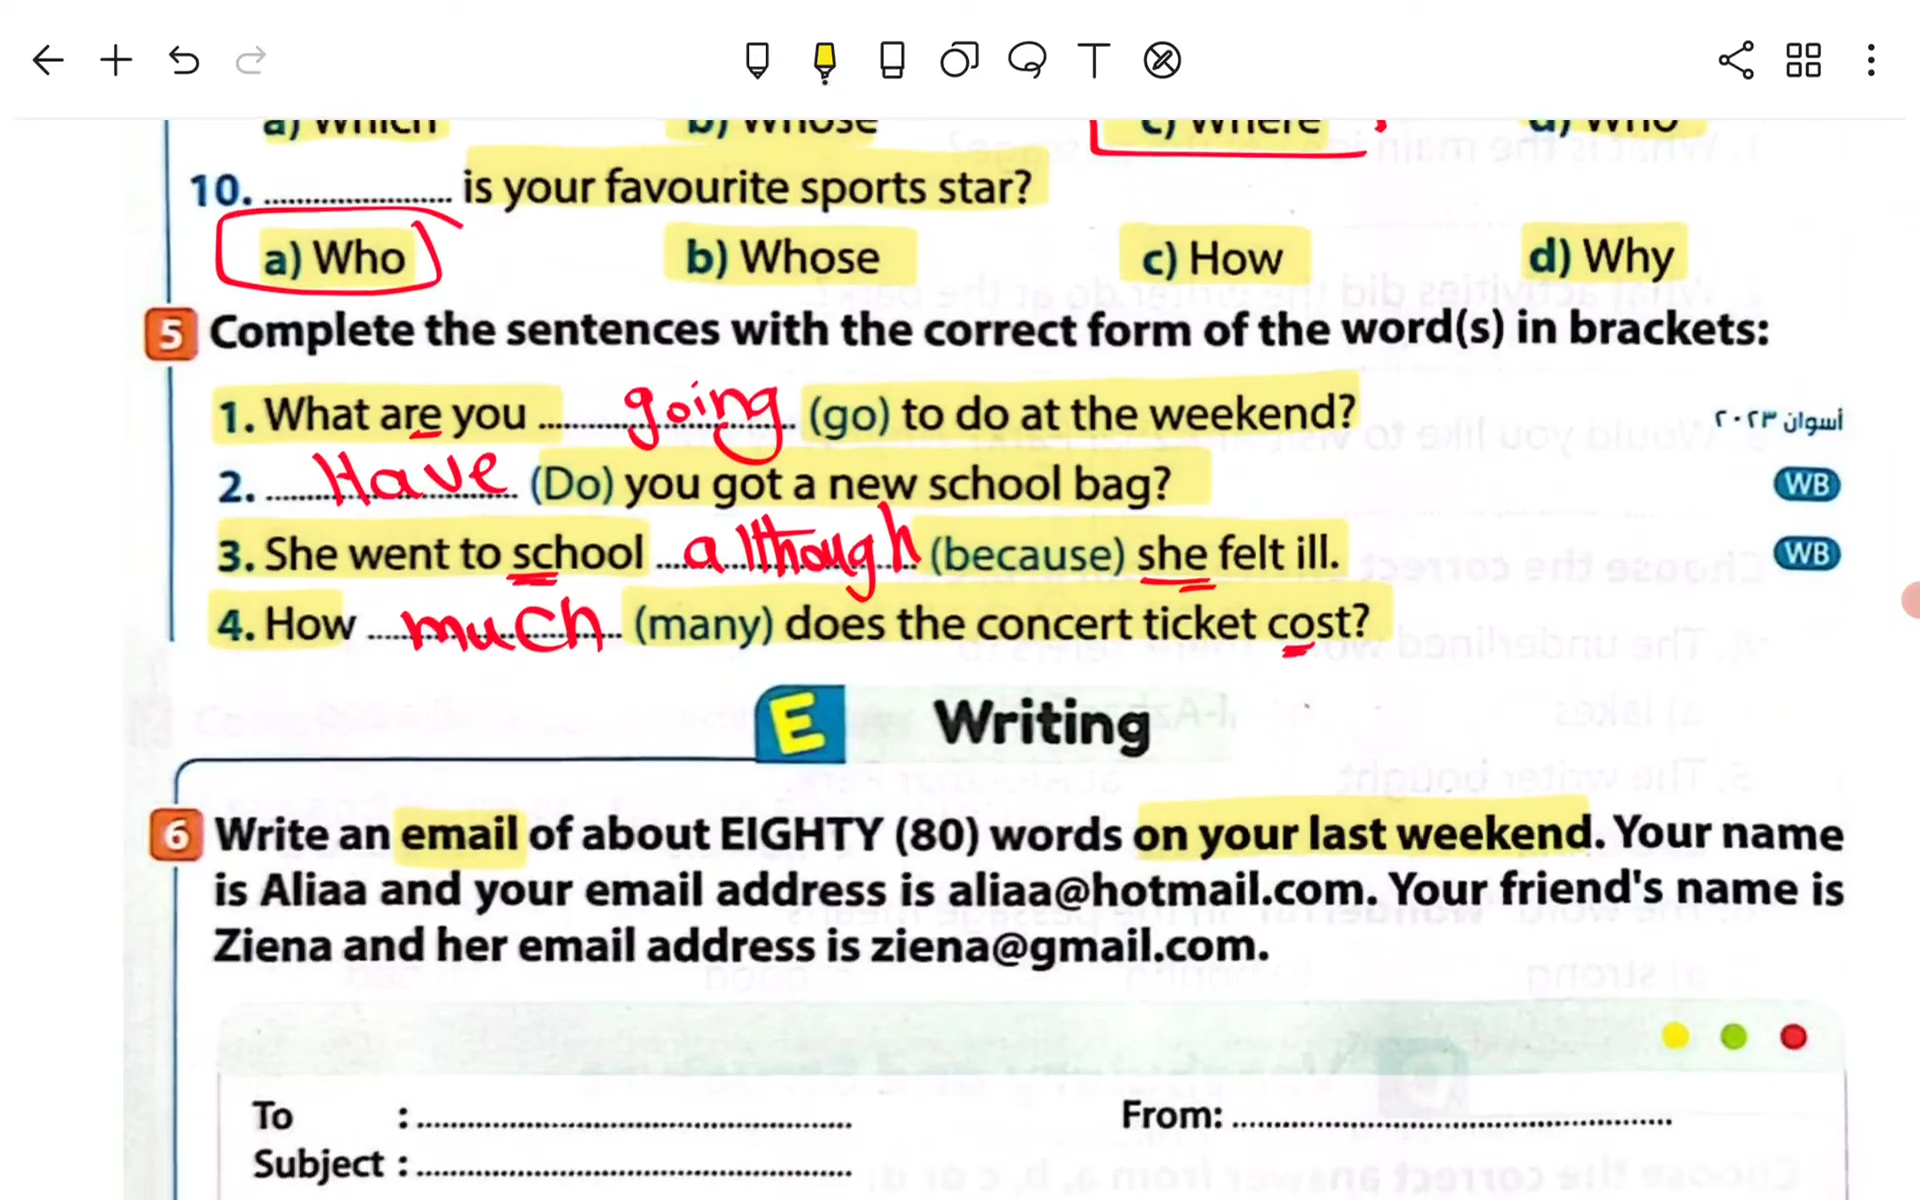 a) Which b) Whose c) Where d) Who
10. .................... is your favourite sports star?
a) Who b) Whose c) How d) Why
5 Complete the sentences with the correct form of the word(s) in brackets:
1. What are you going (go) to do at the weekend? أسوان ٢٠٢٣
2. Have (Do) you got a new school bag? WB
3. She went to school although (because) she felt ill. WB
4. How much (many) does the concert ticket cost?
E Writing
6 Write an email of about EIGHTY (80) words on your last weekend. Your name
is Aliaa and your email address is aliaa@hotmail.com. Your friend's name is
Ziena and her email address is ziena@gmail.com.
To : .................... From: ....................
Subject : ....................